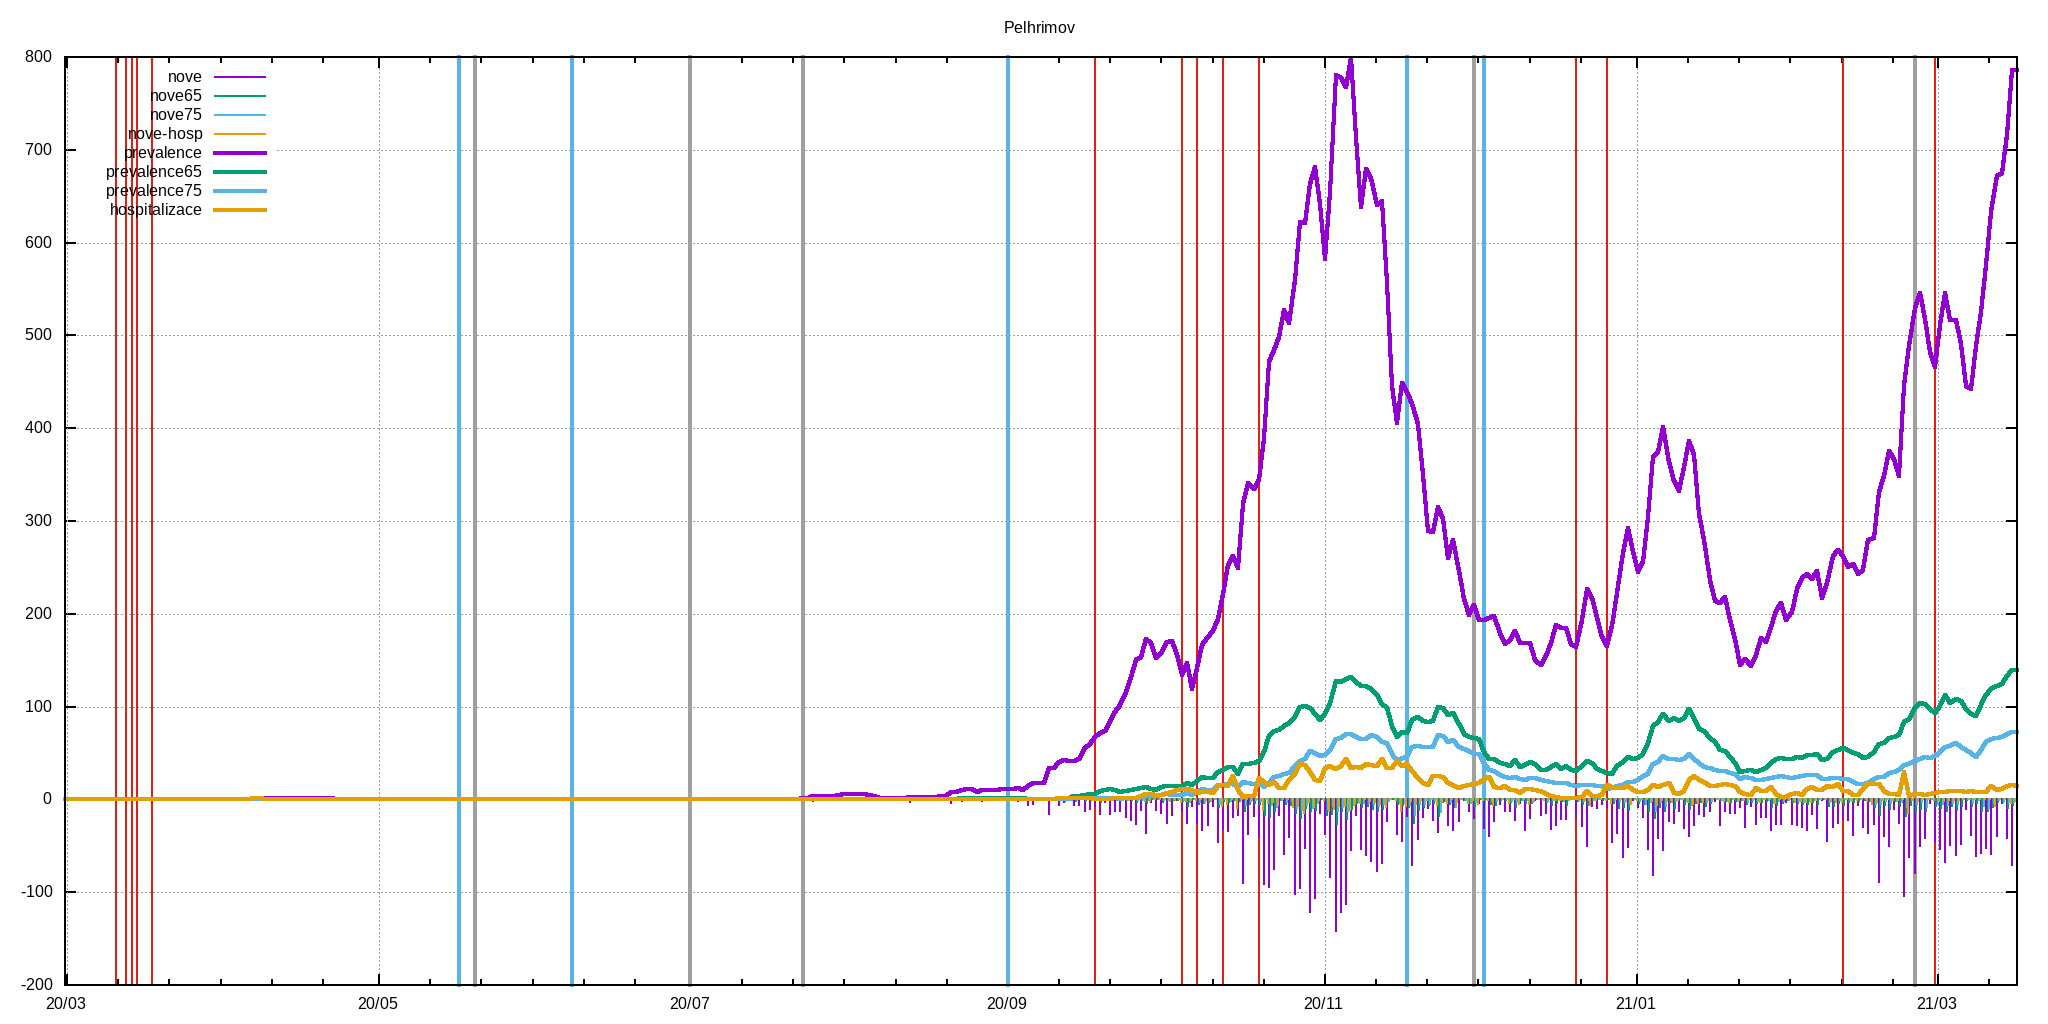 Pelhrimov
800
700
600
500
400
300
200
100
0
-100
-200
nove
nove65
nove75
nove-hosp
prevalence
prevalence65
prevalence75
hospitalizace
20/03 20/05 20/07 20/09 20/11 21/01 21/03